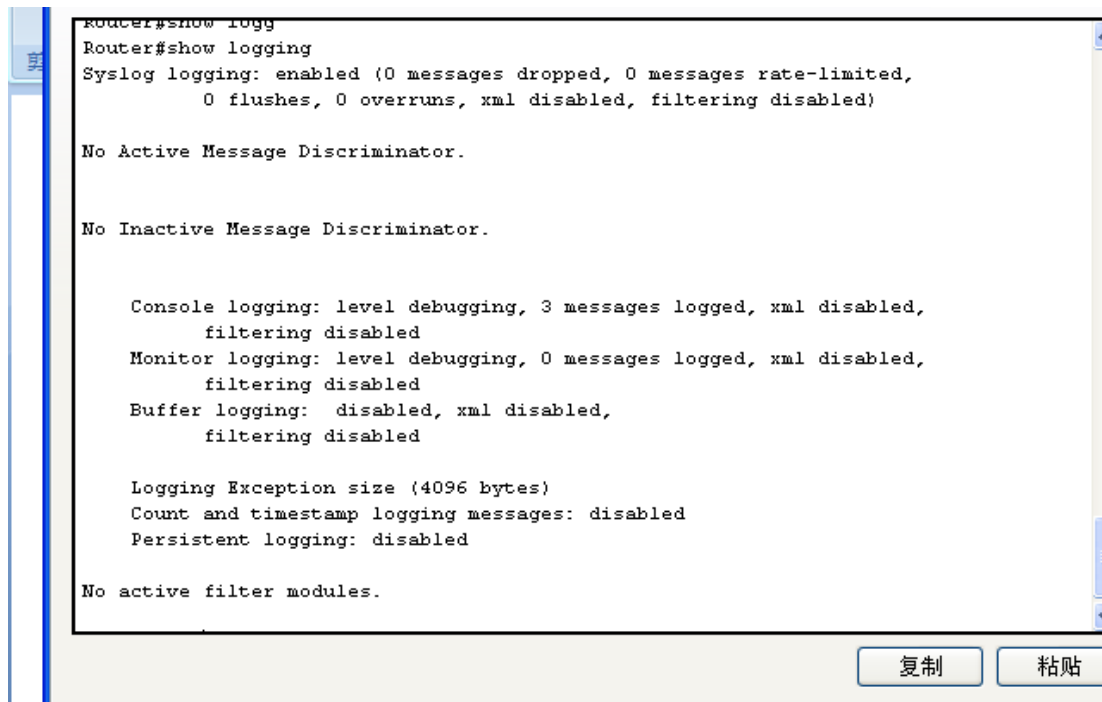 Router#show logg
Router#show logging
Syslog logging: enabled (0 messages dropped, 0 messages rate-limited,
0 flushes, 0 overruns, xml disabled, filtering disabled)
No Active Message Discriminator.
No Inactive Message Discriminator.
Console logging: level debugging, 3 messages logged, xml disabled,
filtering disabled
Monitor logging: level debugging, 0 messages logged, xml disabled,
filtering disabled
Buffer logging:  disabled, xml disabled,
filtering disabled
Logging Exception size (4096 bytes)
Count and timestamp logging messages: disabled
Persistent logging: disabled
No active filter modules.
复制
粘贴